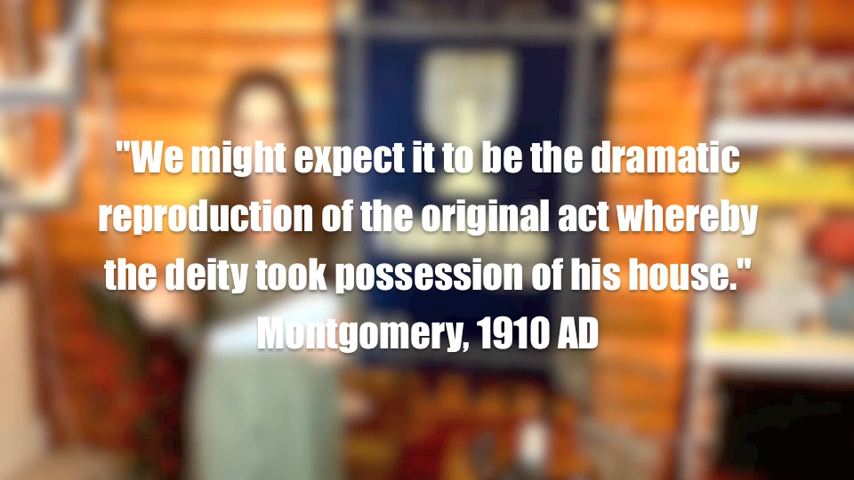 "We might expect it to be the dramatic
reproduction of the original act whereby
the deity took possession of his house."
Montgomery, 1910 AD